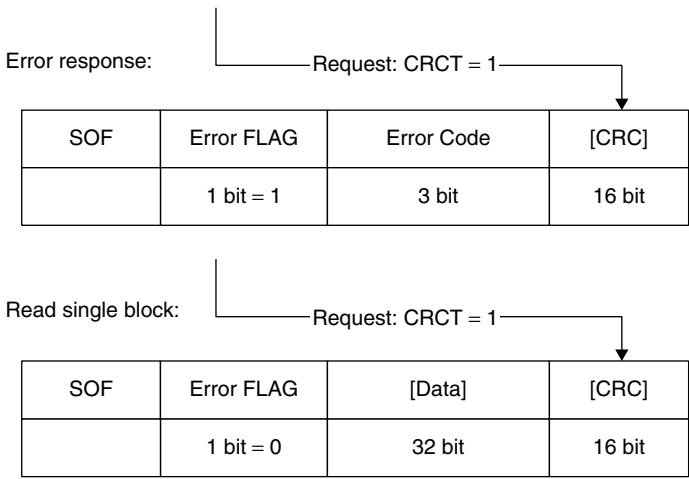 Error response:
Request: CRCT = 1
SOF Error FLAG Error Code [CRC]
1 bit = 1 3 bit 16 bit
Read single block:
Request: CRCT = 1
SOF Error FLAG [Data] [CRC]
1 bit = 0 32 bit 16 bit